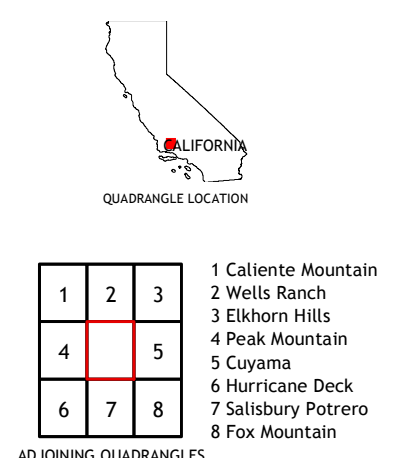 CALIFORNIA
QUADRANGLE LOCATION
1 2 3
4 5
6 7 8
1 Caliente Mountain
2 Wells Ranch
3 Elkhorn Hills
4 Peak Mountain
5 Cuyama
6 Hurricane Deck
7 Salisbury Potrero
8 Fox Mountain
ADJOINING QUADRANGLES